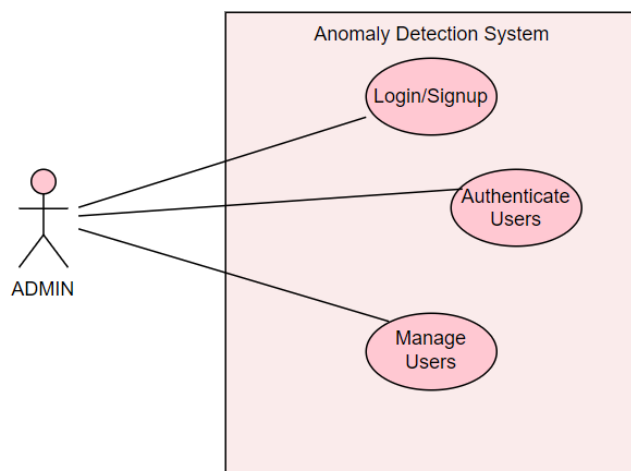 Anomaly Detection System
Login/Signup
Authenticate
Users
ADMIN
Manage
Users